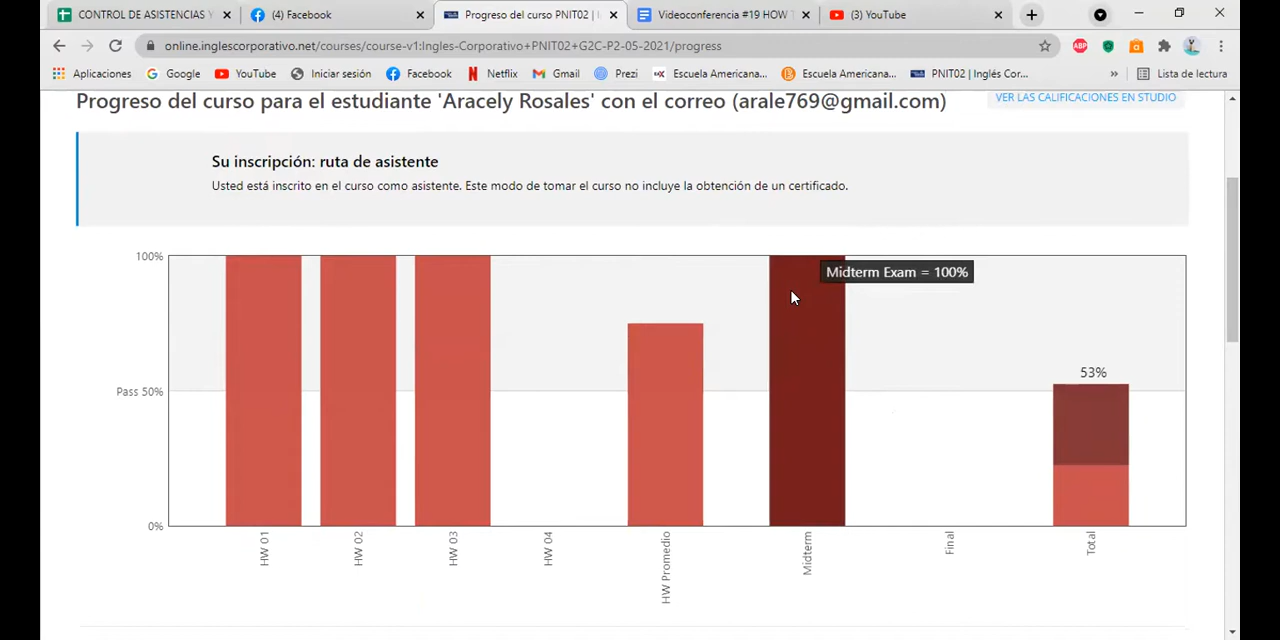 CONTROL DE ASISTENCIAS Y
(4) Facebook
Progreso del curso PNIT02 | I
Videoconferencia #19 HOW T
(3) YouTube
online.inglescorporativo.net/courses/course-v1:Ingles-Corporativo+PNIT02+G2C-P2-05-2021/progress
ABP
Aplicaciones
Google
YouTube
Iniciar sesión
Facebook
Netflix
Gmail
Prezi
Escuela Americana...
Escuela Americana...
PNIT02 | Inglés Cor...
»
Lista de lectura
Progreso del curso para el estudiante 'Aracely Rosales' con el correo (arale769@gmail.com)
VER LAS CALIFICACIONES EN STUDIO
Su inscripción: ruta de asistente
Usted está inscrito en el curso como asistente. Este modo de tomar el curso no incluye la obtención de un certificado.
100%
Midterm Exam = 100%
53%
Pass 50%
0%
HW 01
HW 02
HW 03
HW 04
HW Promedio
Midterm
Final
Total